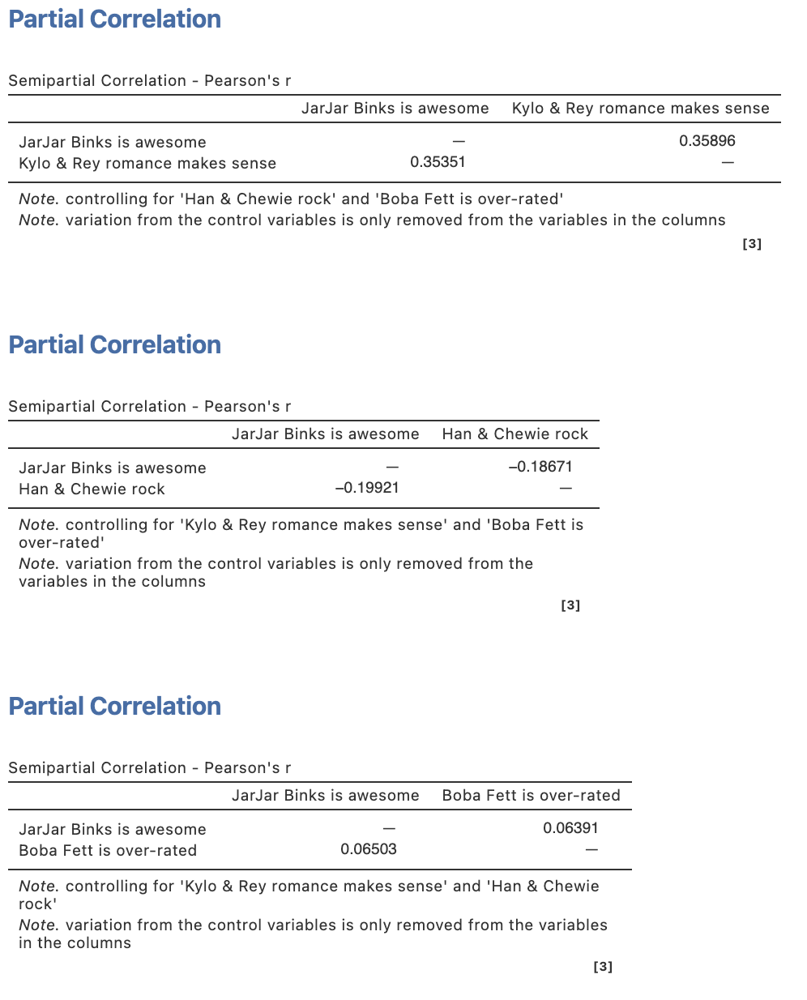 Partial Correlation
Semipartial Correlation - Pearson's r
JarJar Binks is awesome Kylo & Rey romance makes sense
JarJar Binks is awesome — 0.35896
Kylo & Rey romance makes sense 0.35351 —
Note. controlling for 'Han & Chewie rock' and 'Boba Fett is over-rated'
Note. variation from the control variables is only removed from the variables in the columns
[3]
Partial Correlation
Semipartial Correlation - Pearson's r
JarJar Binks is awesome Han & Chewie rock
JarJar Binks is awesome — –0.18671
Han & Chewie rock –0.19921 —
Note. controlling for 'Kylo & Rey romance makes sense' and 'Boba Fett is
over-rated'
Note. variation from the control variables is only removed from the
variables in the columns
[3]
Partial Correlation
Semipartial Correlation - Pearson's r
JarJar Binks is awesome Boba Fett is over-rated
JarJar Binks is awesome — 0.06391
Boba Fett is over-rated 0.06503 —
Note. controlling for 'Kylo & Rey romance makes sense' and 'Han & Chewie
rock'
Note. variation from the control variables is only removed from the variables
in the columns
[3]